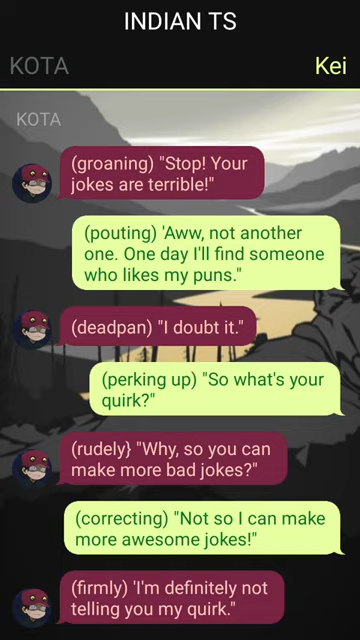 INDIAN TS
KOTA
Kei
KOTA
(groaning) "Stop! Your
jokes are terrible!"
(pouting) 'Aww, not another
one. One day I'll find someone
who likes my puns."
(deadpan) "I doubt it."
(perking up) "So what's your
quirk?"
(rudely} "Why, so you can
make more bad jokes?"
(correcting) "Not so I can make
more awesome jokes!"
(firmly) 'I'm definitely not
telling you my quirk."